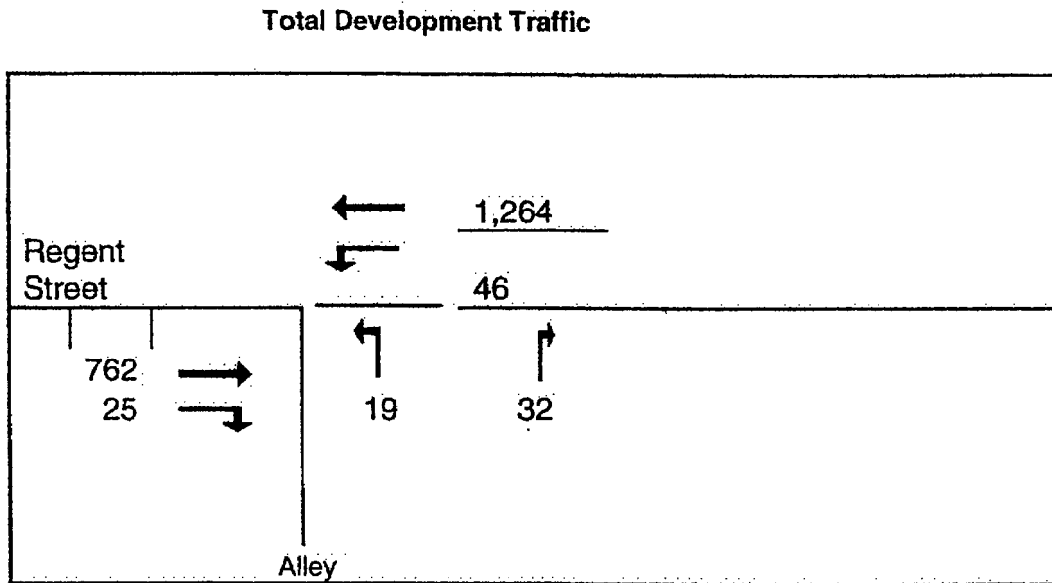 Total Development Traffic
1,264
Regent
Street
46
762
25
19
32
Alley